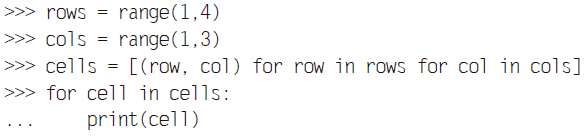 >>> rows = range(1,4)
>>> cols = range(1,3)
>>> cells = [(row, col) for row in rows for col in cols]
>>> for cell in cells:
...     print(cell)